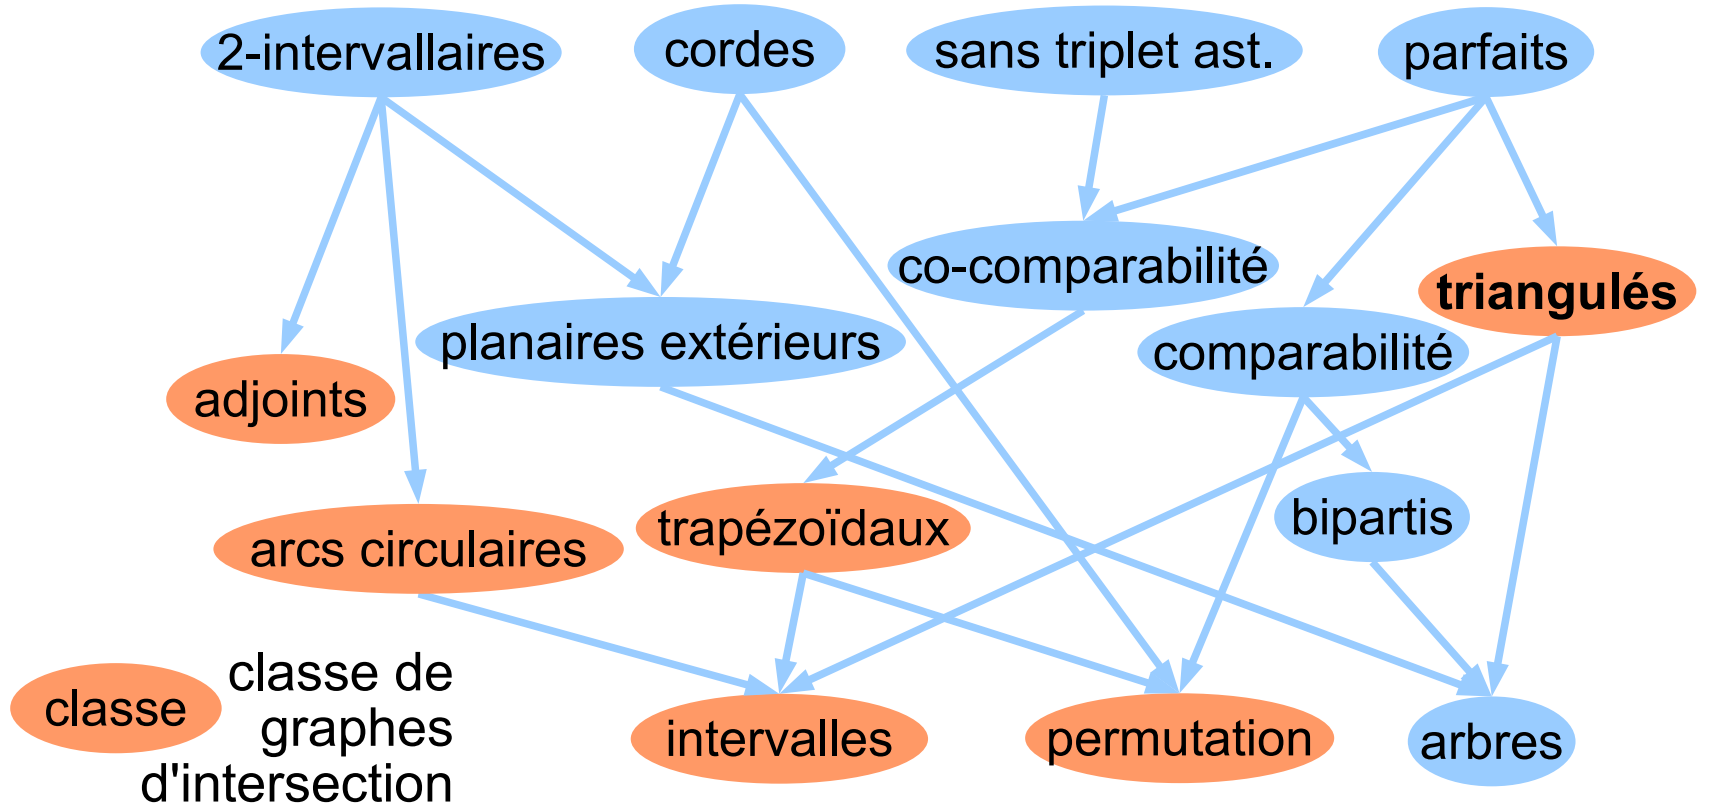 2-intervallaires
cordes
sans triplet ast.
parfaits
co-comparabilité
triangulés
planaires extérieurs
comparabilité
adjoints
bipartis
trapézoïdaux
arcs circulaires
classe
classe de
graphes
d'intersection
intervalles
permutation
arbres